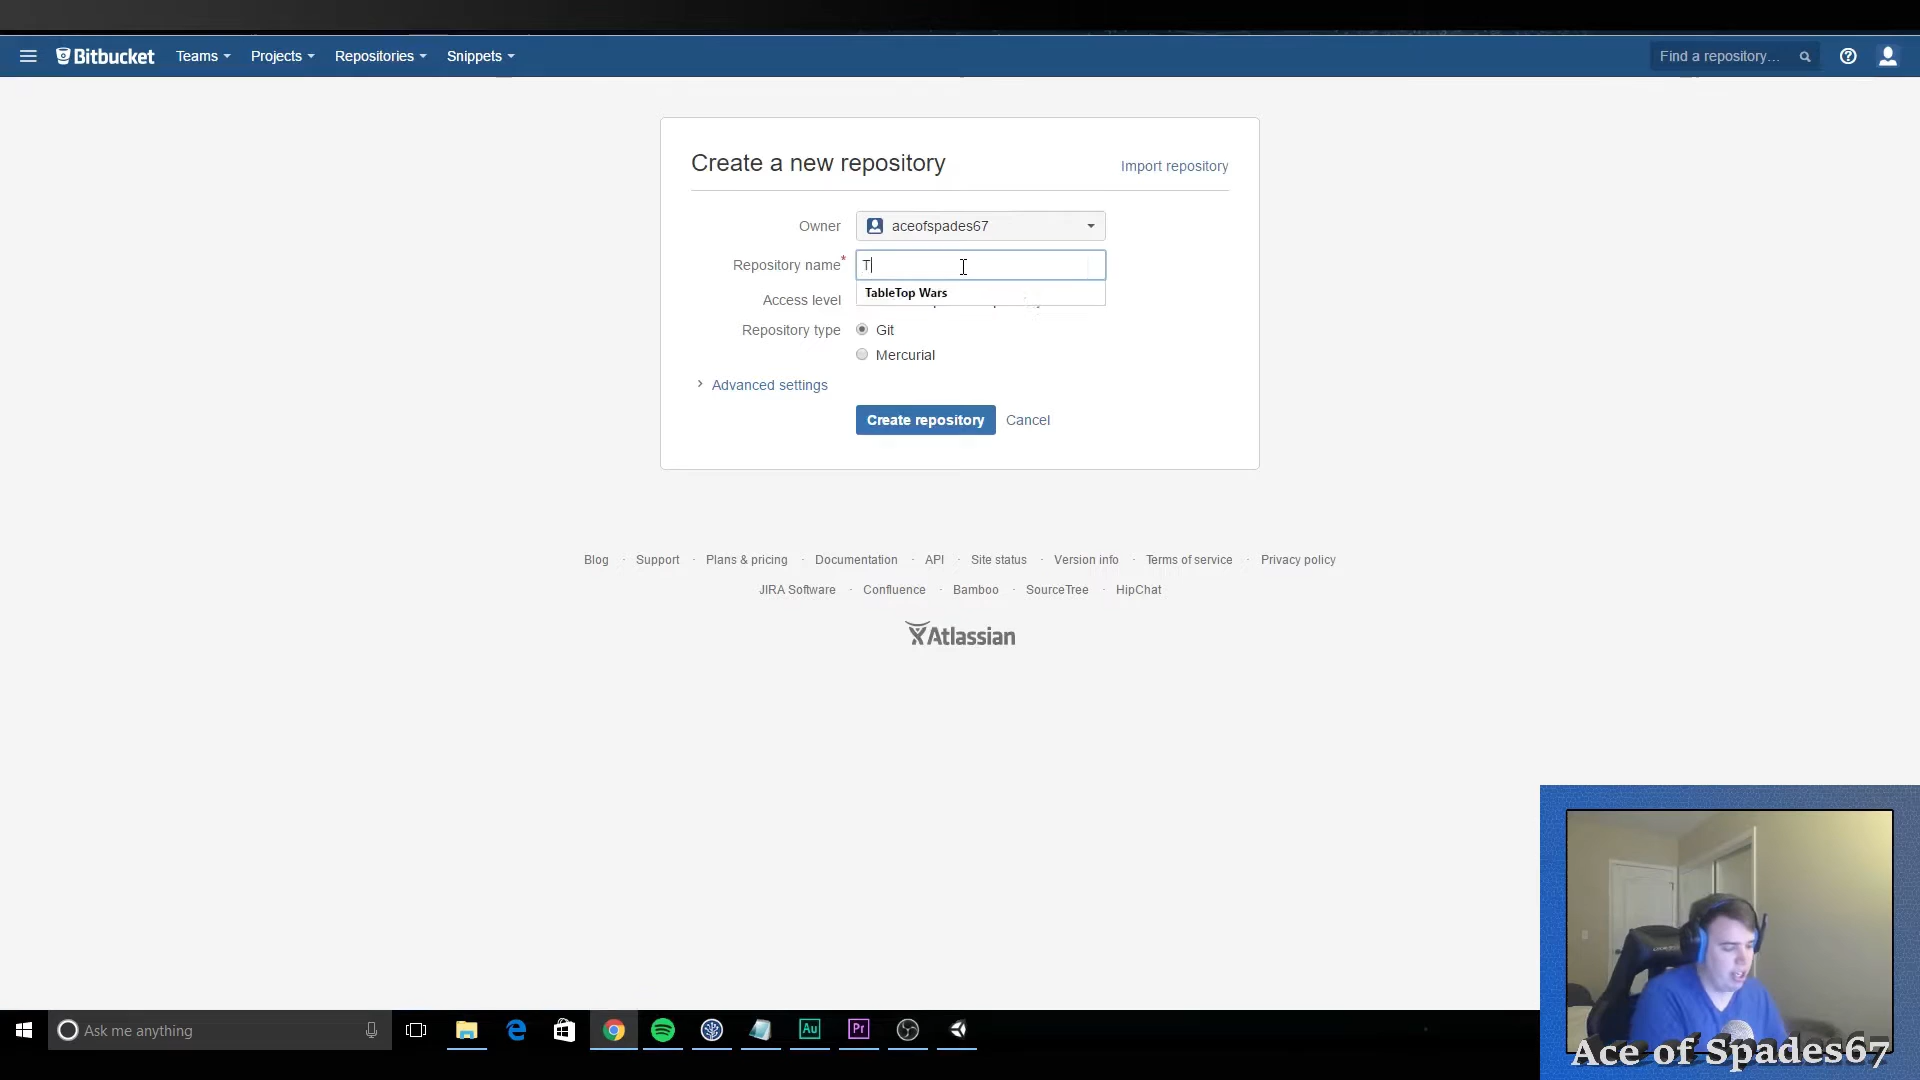 Bitbucket Teams Projects Repositories Snippets Find a repository...
Create a new repository Import repository
Owner aceofspades67
Repository name* T
TableTop Wars
Access level
Repository type Git
Mercurial
Advanced settings
Create repository Cancel
Blog · Support · Plans & pricing · Documentation · API · Site status · Version info · Terms of service · Privacy policy
JIRA Software · Confluence · Bamboo · SourceTree · HipChat
Atlassian
Ask me anything
Au Pr
Ace of Spades67